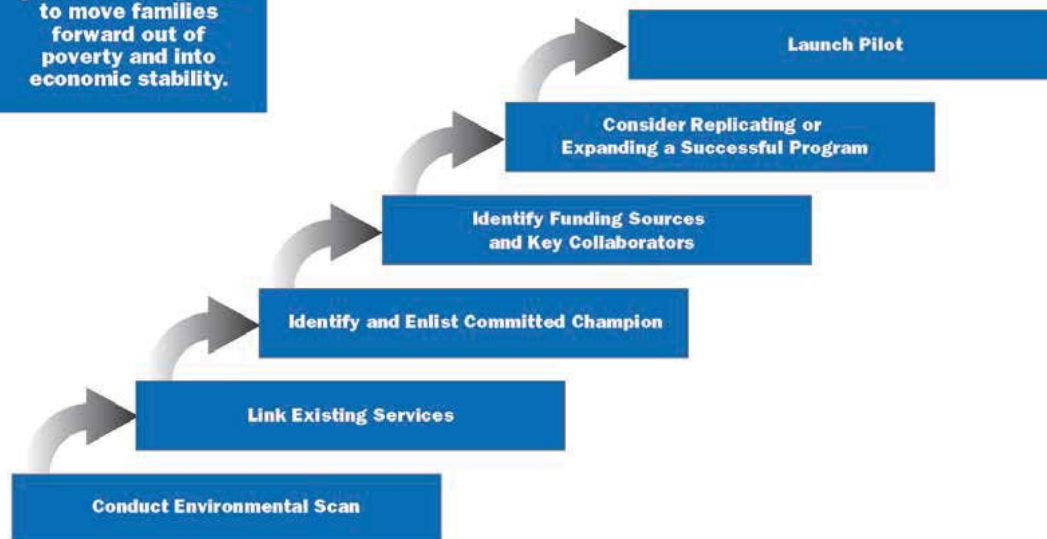 to move families
forward out of
poverty and into
economic stability.
Launch Pilot
Consider Replicating or
Expanding a Successful Program
Identify Funding Sources
and Key Collaborators
Identify and Enlist Committed Champion
Link Existing Services
Conduct Environmental Scan